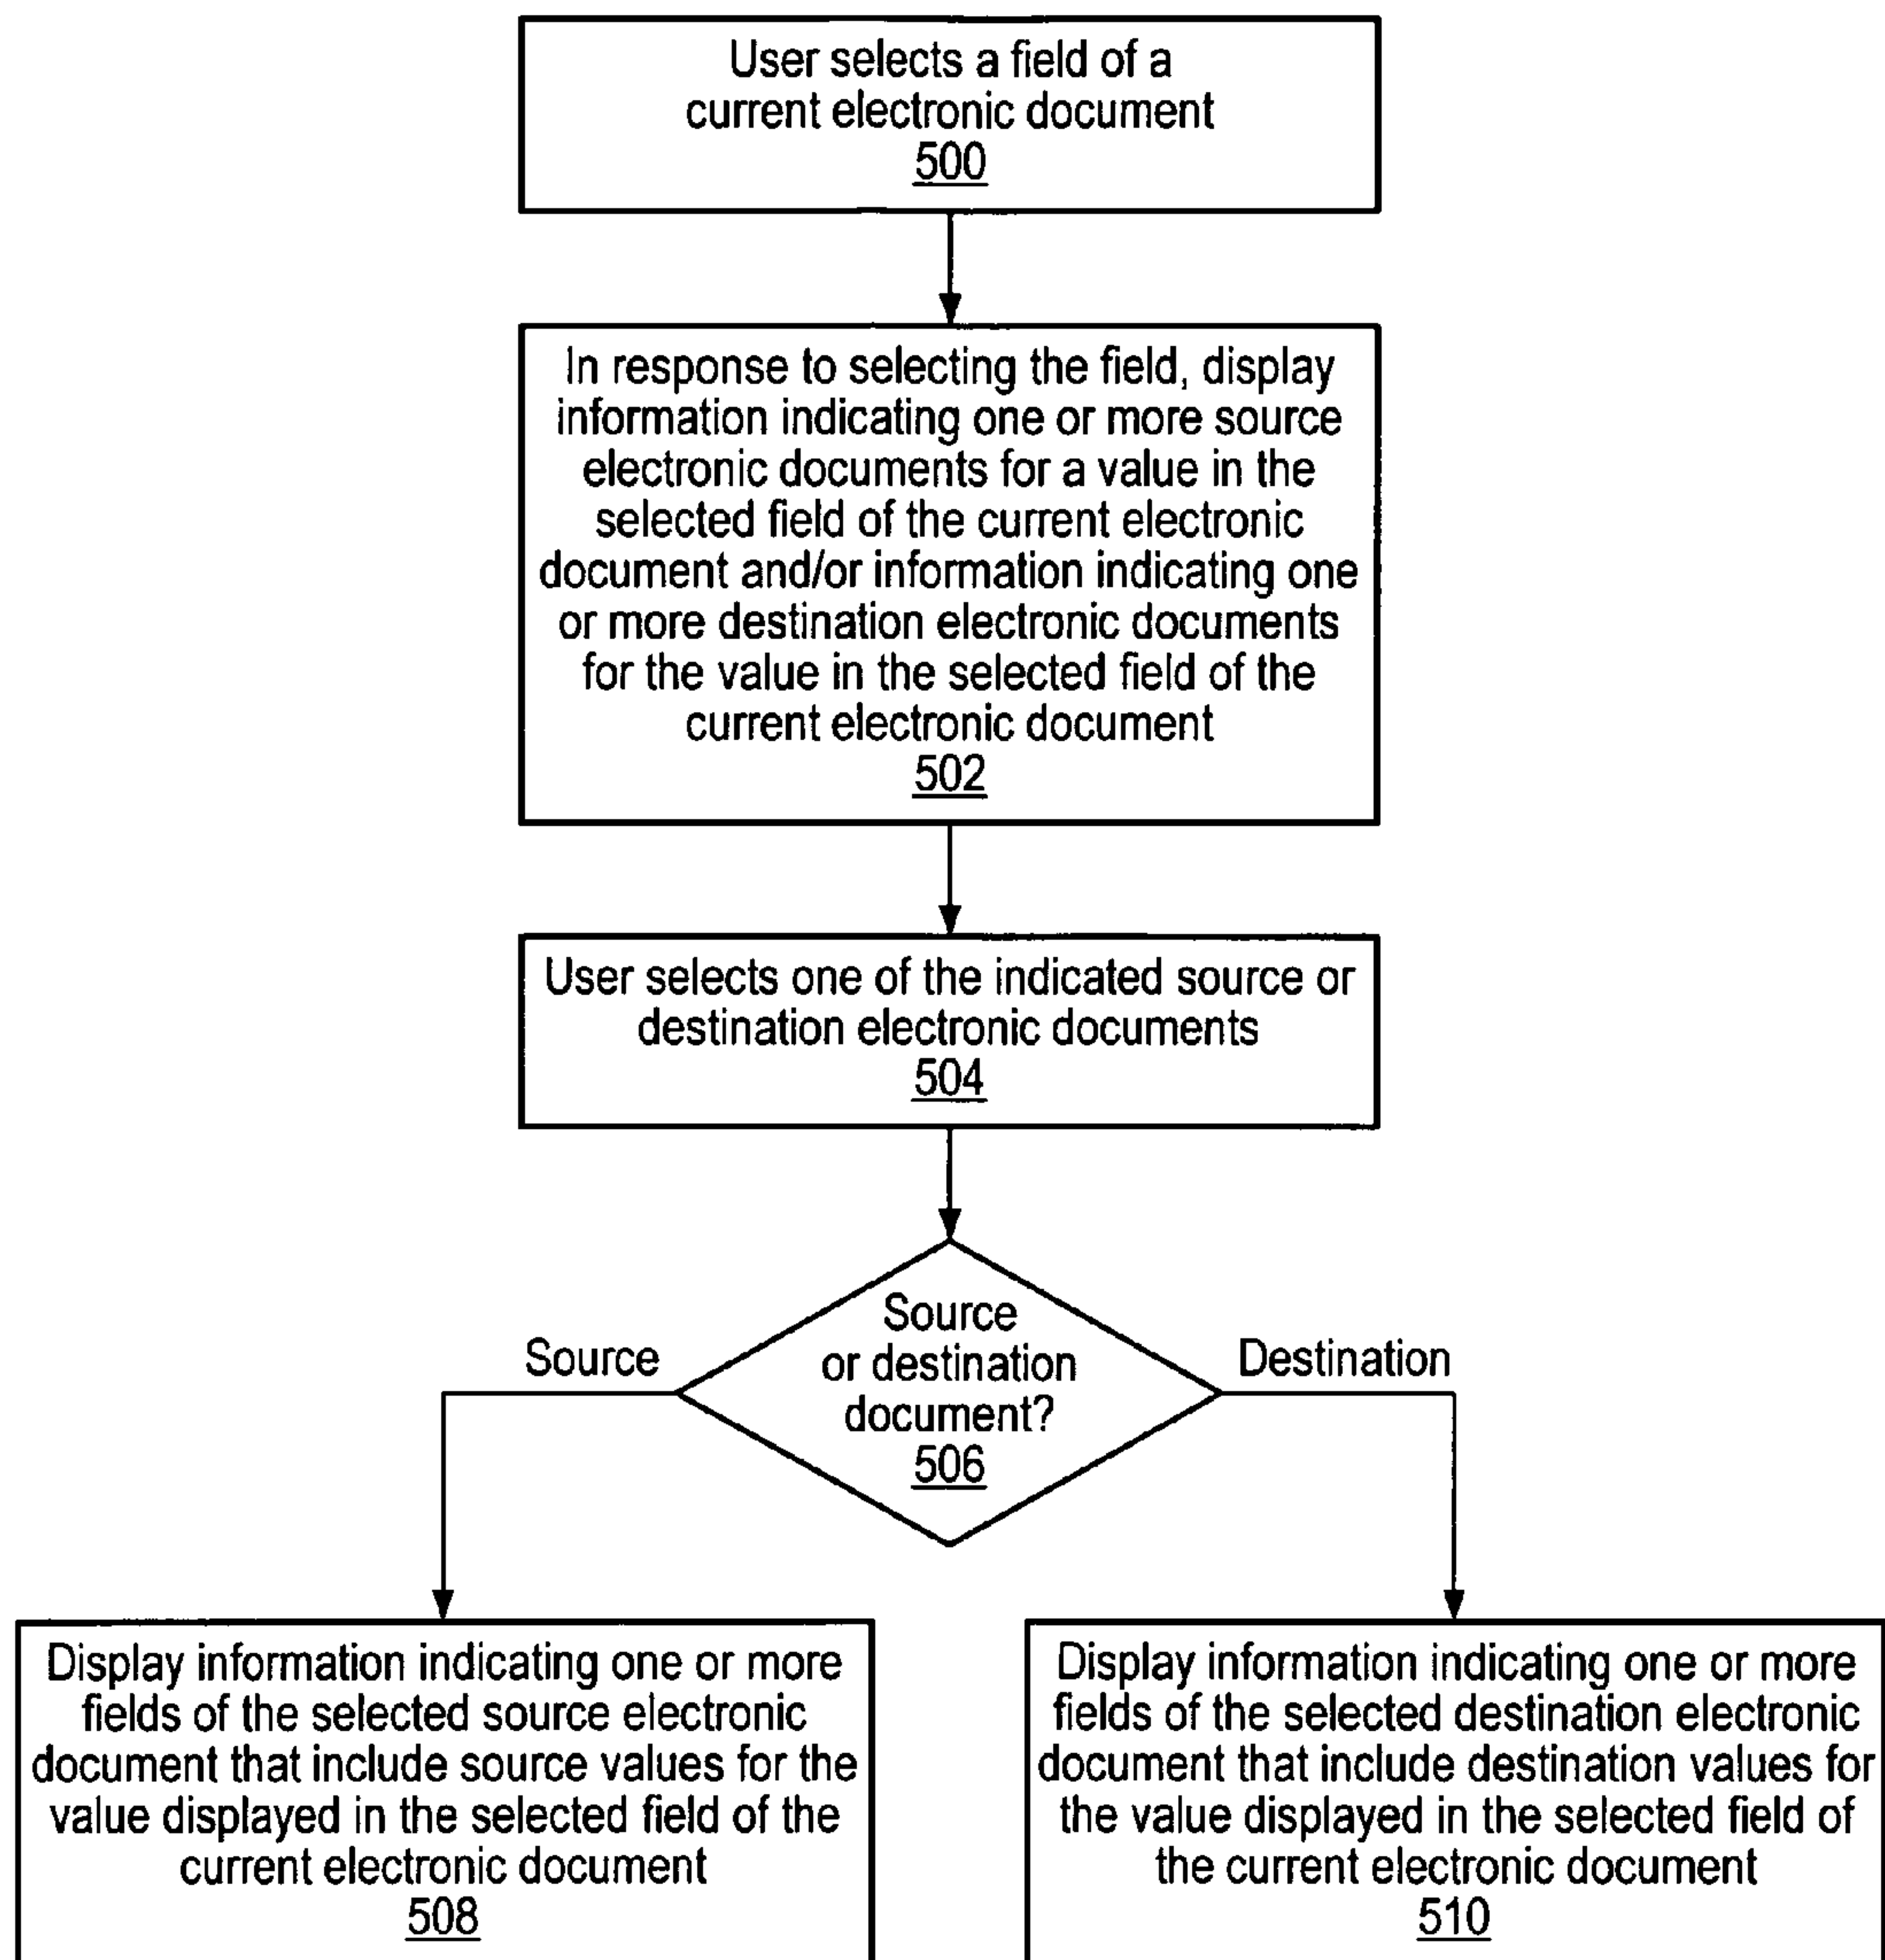 User selects a field of a
current electronic document
500
In response to selecting the field, display
information indicating one or more source
electronic documents for a value in the
selected field of the current electronic
document and/or information indicating one
or more destination electronic documents
for the value in the selected field of the
current electronic document
502
User selects one of the indicated source or
destination electronic documents
504
Source
or destination
document?
506
Source
Destination
Display information indicating one or more
fields of the selected source electronic
document that include source values for the
value displayed in the selected field of the
current electronic document
508
Display information indicating one or more
fields of the selected destination electronic
document that include destination values for
the value displayed in the selected field of
the current electronic document
510